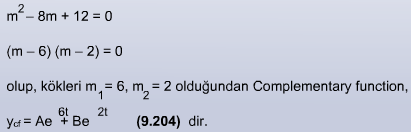 m² – 8m + 12 = 0
(m – 6) (m – 2) = 0
olup, kökleri m₁ = 6, m₂ = 2 olduğundan Complementary function,
ycf = Ae ⁶ᵗ + Be ²ᵗ (9.204) dir.